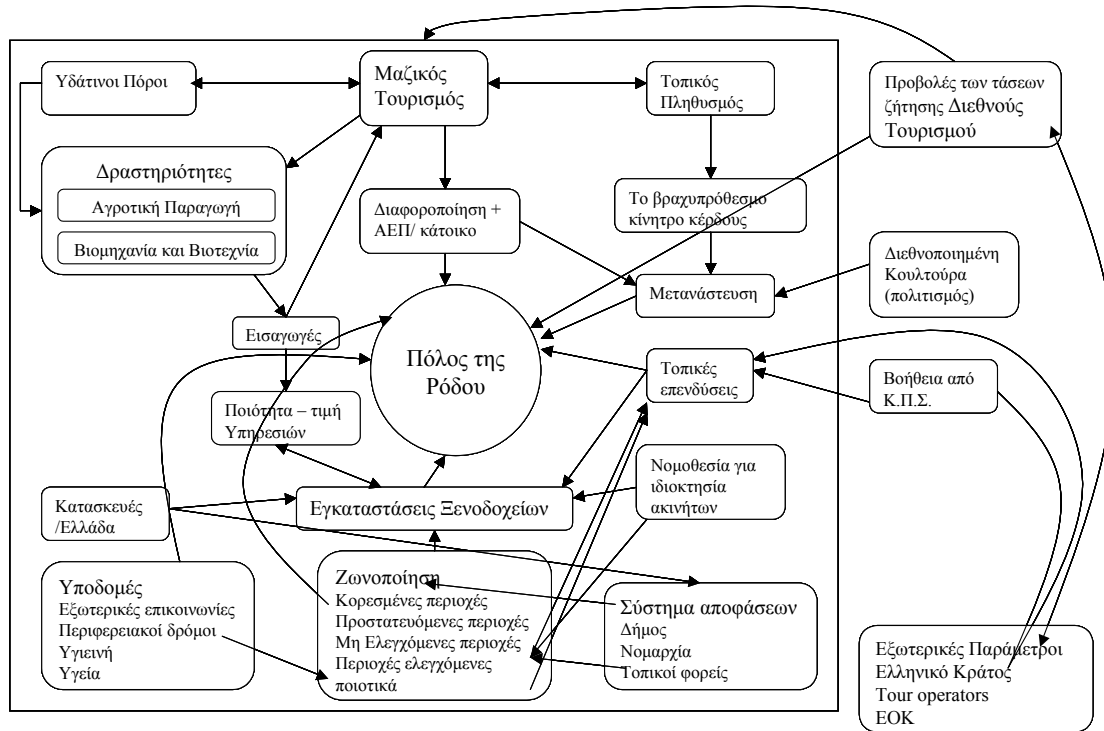 Υδάτινοι Πόροι
Μαζικός
Τουρισμός
Τοπικός
Πληθυσμός
Προβολές των τάσεων
ζήτησης Διεθνούς
Τουρισμού
Δραστηριότητες
Αγροτική Παραγωγή
Βιομηχανία και Βιοτεχνία
Διαφοροποίηση +
ΑΕΠ/ κάτοικο
Το βραχυπρόθεσμο
κίνητρο κέρδους
Διεθνοποιημένη
Κουλτούρα
(πολιτισμός)
Μετανάστευση
Εισαγωγές
Πόλος της
Ρόδου
Τοπικές
επενδύσεις
Βοήθεια από
Κ.Π.Σ.
Ποιότητα – τιμή
Υπηρεσιών
Νομοθεσία για
ιδιοκτησία
ακινήτων
Κατασκευές
/Ελλάδα
Εγκαταστάσεις Ξενοδοχείων
Υποδομές
Εξωτερικές επικοινωνίες
Περιφερειακοί δρόμοι
Υγιεινή
Υγεία
Ζωνοποίηση
Κορεσμένες περιοχές
Προστατευόμενες περιοχές
Μη Ελεγχόμενες περιοχές
Περιοχές ελεγχόμενες
ποιοτικά
Σύστημα αποφάσεων
Δήμος
Νομαρχία
Τοπικοί φορείς
Εξωτερικές Παράμετροι
Ελληνικό Κράτος
Tour operators
ΕΟΚ